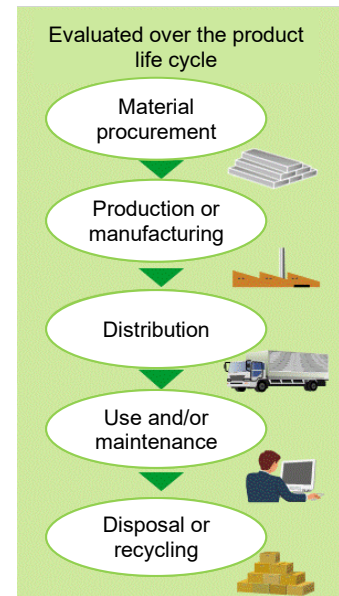 Evaluated over the product
life cycle
Material
procurement
Production or
manufacturing
Distribution
Use and/or
maintenance
Disposal or
recycling